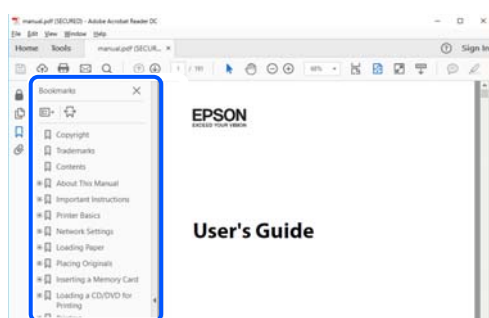 manual.pdf (SECURED) - Adobe Acrobat Reader DC
File Edit View Window Help
Home Tools manual.pdf (SECUR... ×
Sign In
1 / 191
Bookmarks
EPSON
EXCEED YOUR VISION
Copyright
Trademarks
Contents
About This Manual
Important Instructions
Printer Basics
Network Settings
User's Guide
Loading Paper
Placing Originals
Inserting a Memory Card
Loading a CD/DVD for
Printing